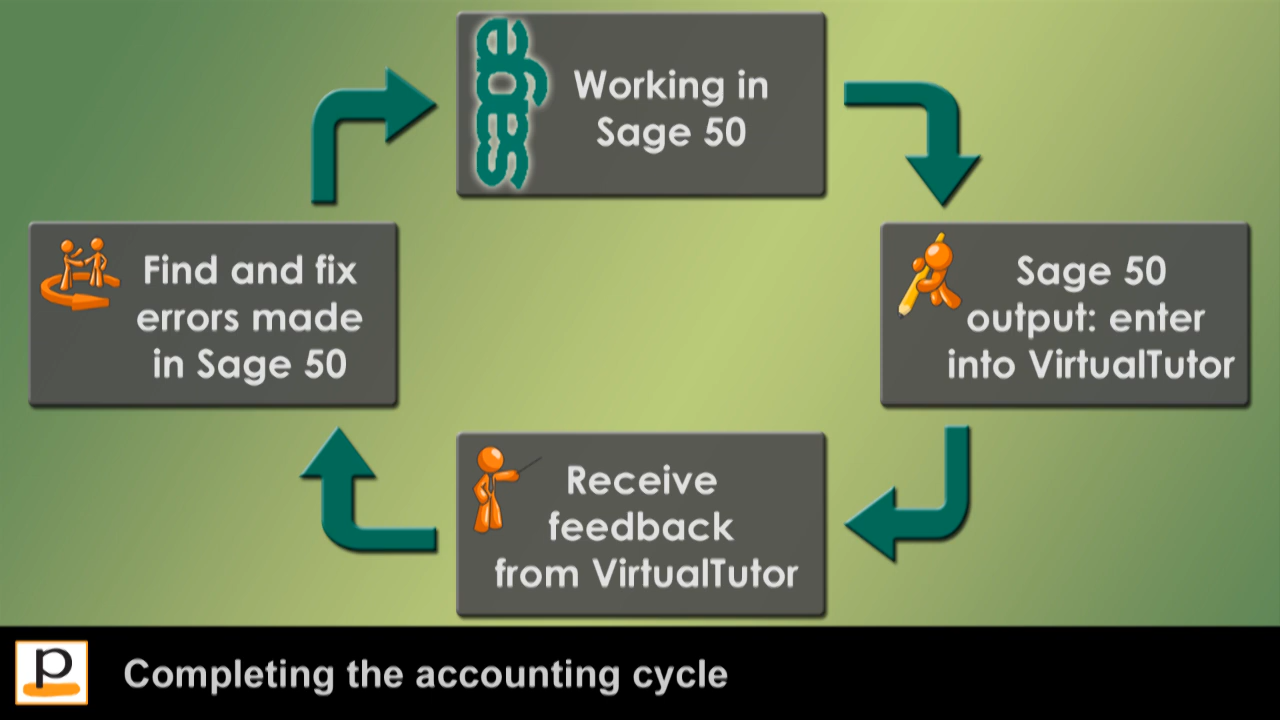 sage
Working in
Sage 50
Find and fix
errors made
in Sage 50
Sage 50
output: enter
into VirtualTutor
Receive
feedback
from VirtualTutor
p
Completing the accounting cycle